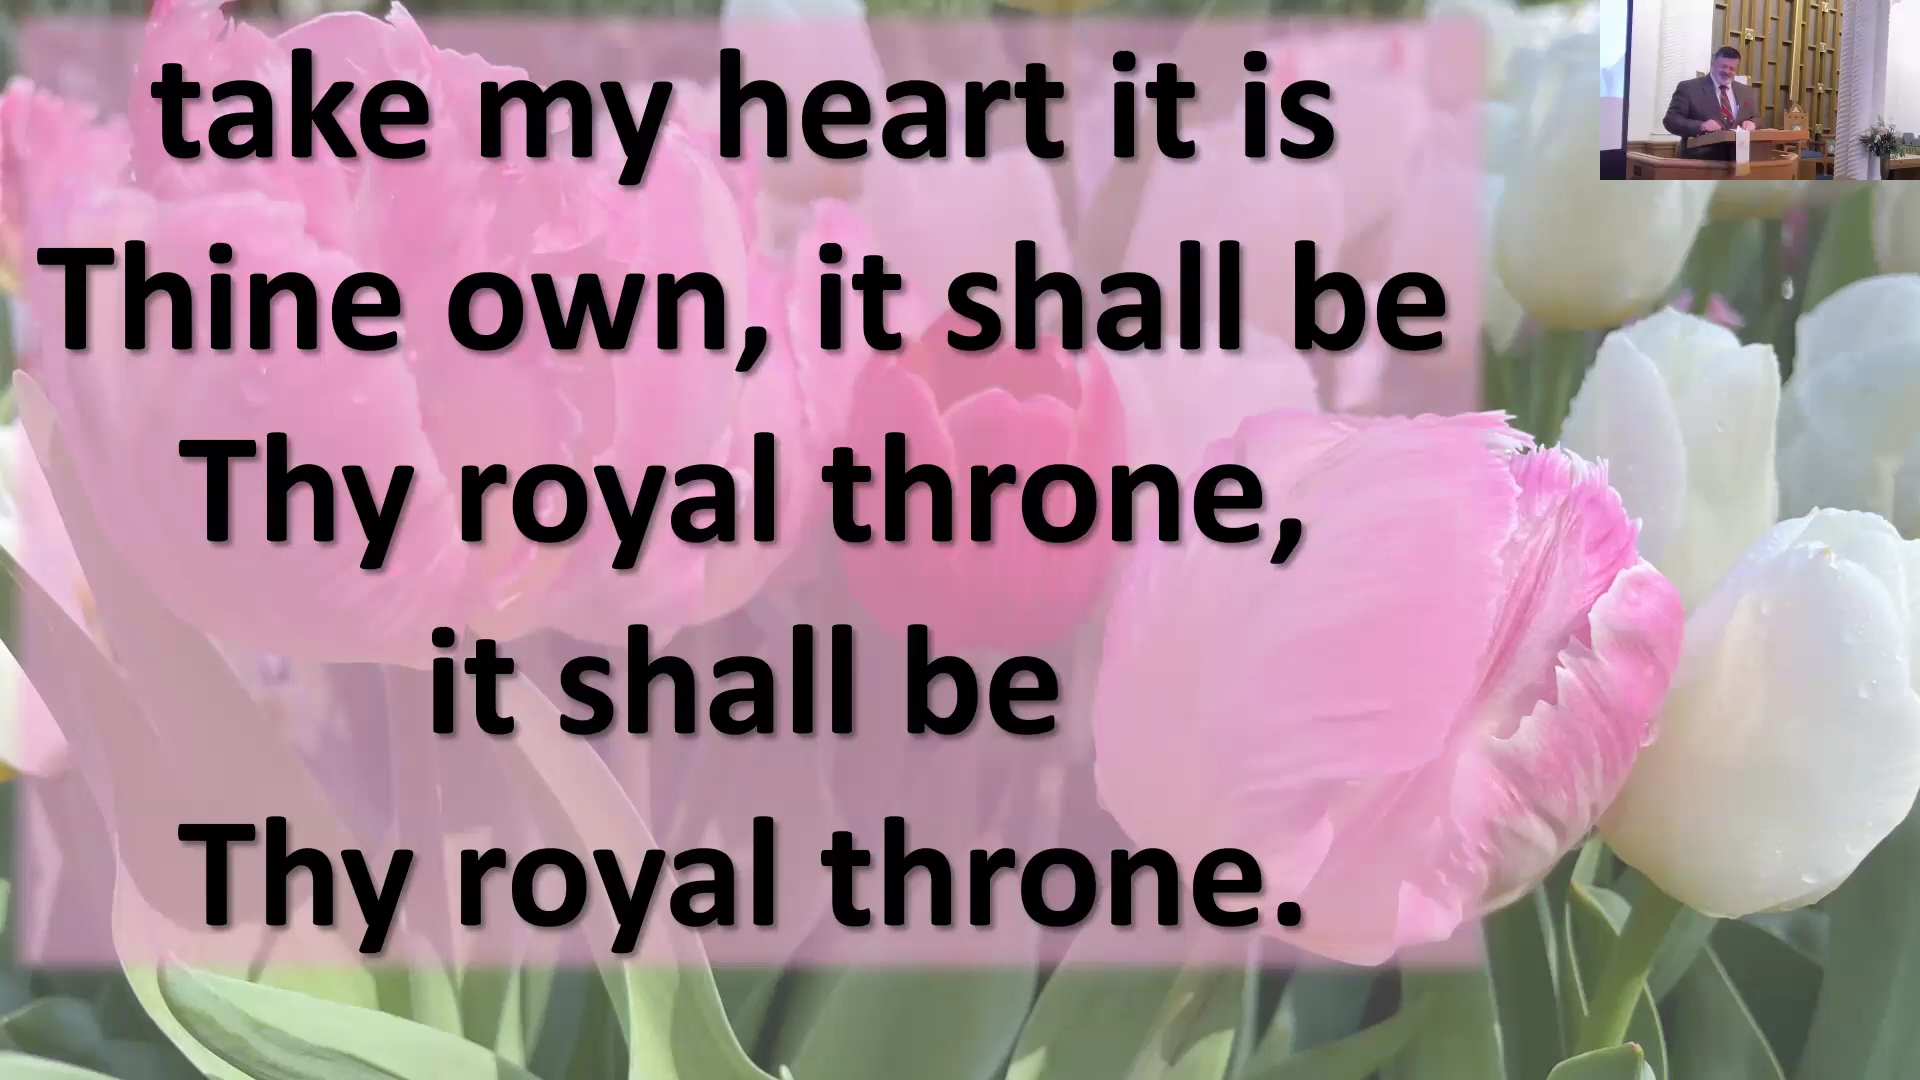 take my heart it is
Thine own, it shall be
Thy royal throne,
it shall be
Thy royal throne.